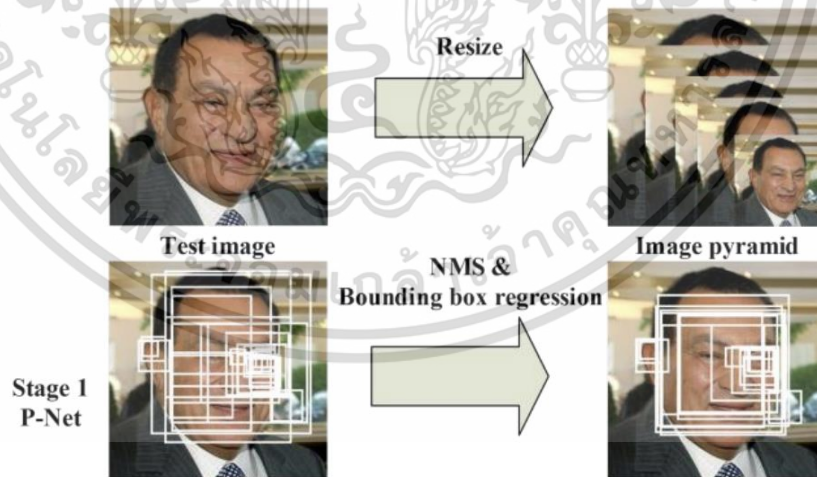 Resize
Test image
Image pyramid
NMS &
Bounding box regression
Stage 1
P-Net